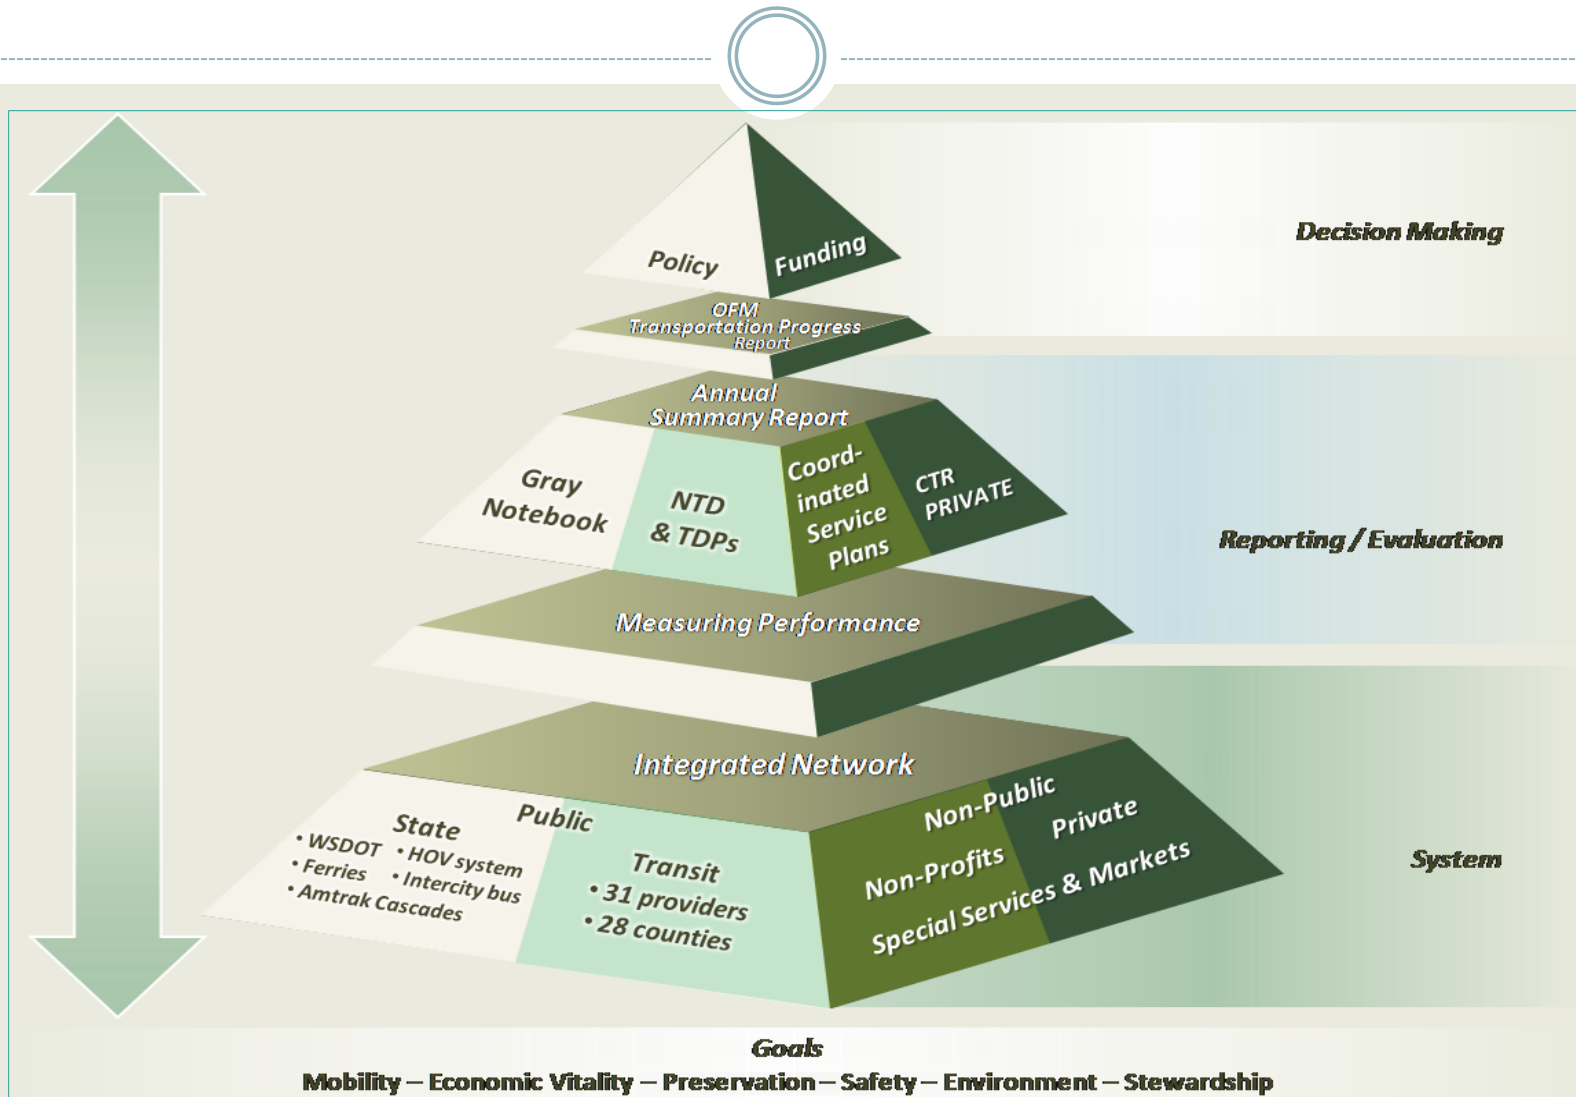 Policy
Funding
Decision Making
OFM
Transportation Progress
Report
Annual
Summary Report
Gray
Notebook
NTD
& TDPs
Coord-
inated
Service
Plans
CTR
PRIVATE
Reporting / Evaluation
Measuring Performance
Integrated Network
Public
State
• WSDOT • HOV system
• Ferries • Intercity bus
• Amtrak Cascades
Transit
• 31 providers
• 28 counties
Non-Public
Private
Non-Profits
Special Services & Markets
System
Goals
Mobility – Economic Vitality – Preservation – Safety – Environment – Stewardship